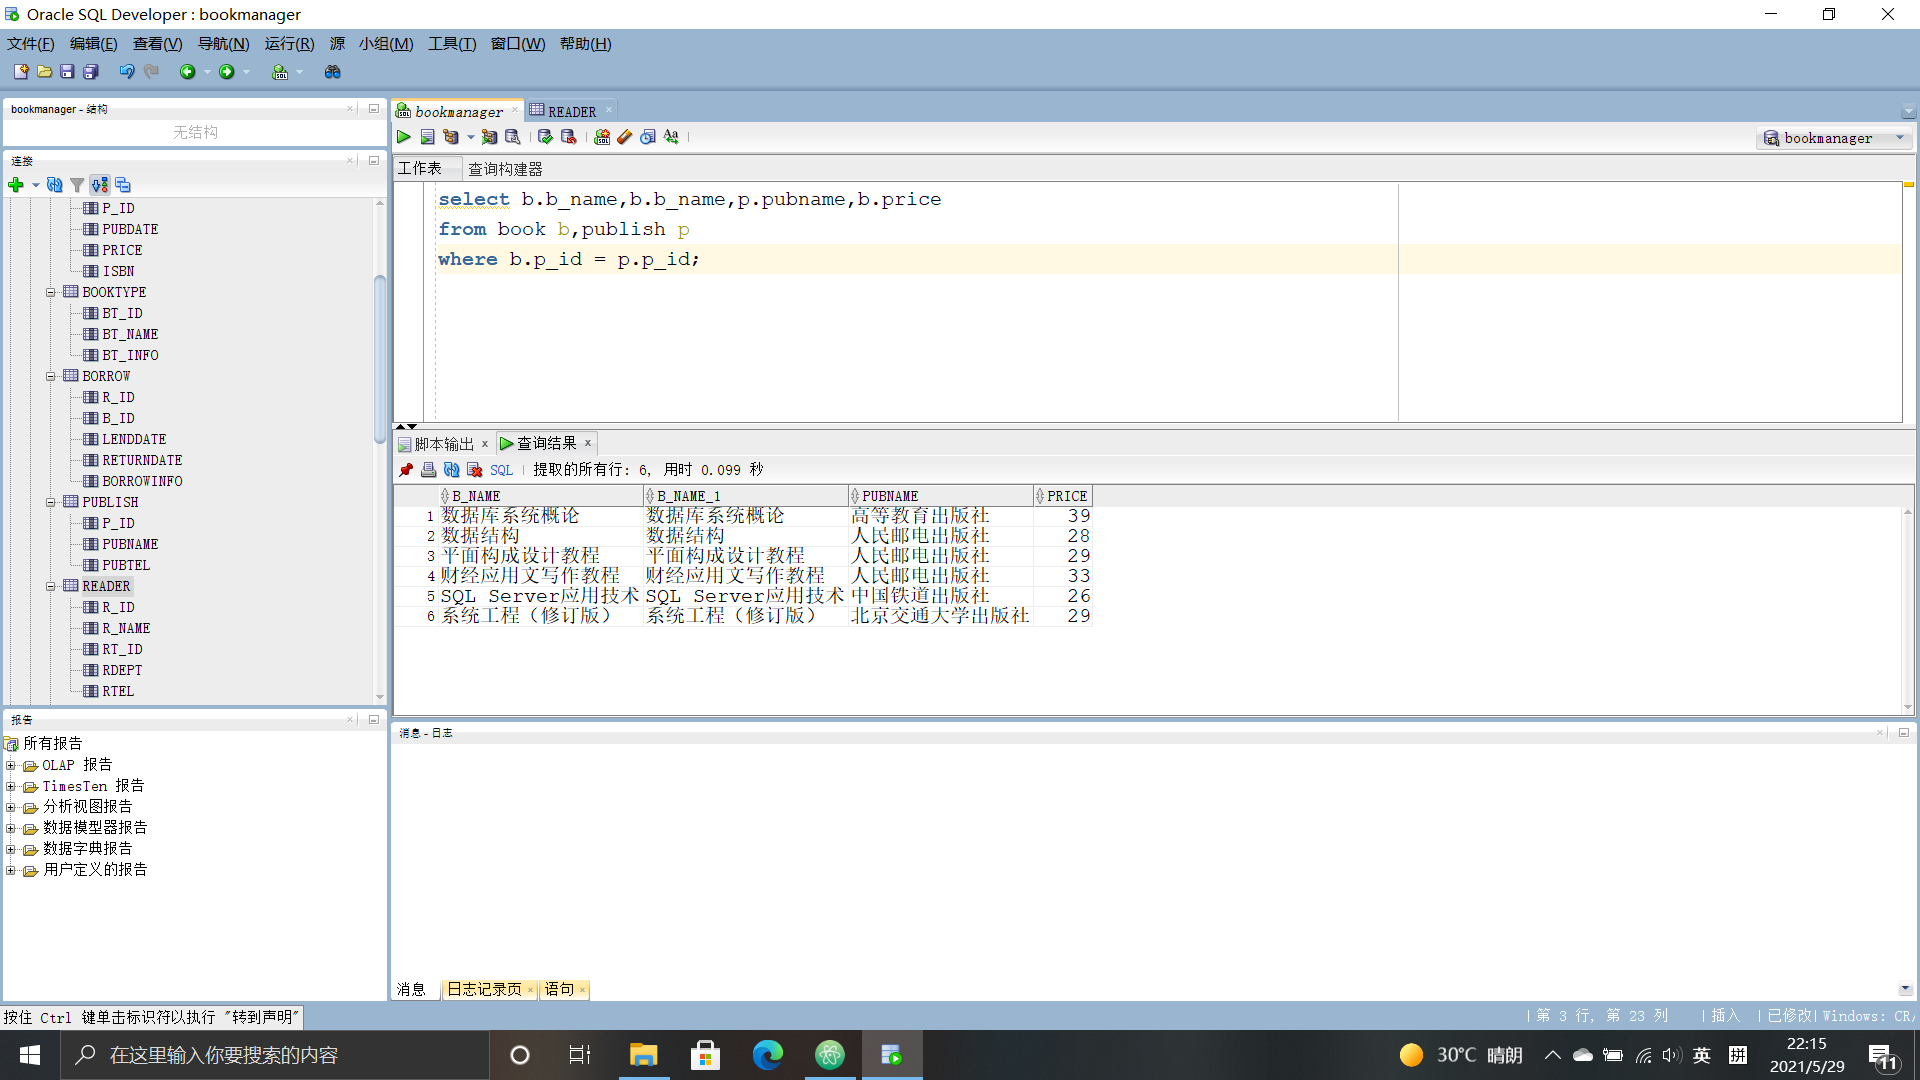 Oracle SQL Developer : bookmanager
文件(F) 编辑(E) 查看(V) 导航(N) 运行(R) 源 小组(M) 工具(T) 窗口(W) 帮助(H)
bookmanager - 结构
无结构
连接
P_ID
PUBDATE
PRICE
ISBN
BOOKTYPE
BT_ID
BT_NAME
BT_INFO
BORROW
R_ID
B_ID
LENDDATE
RETURNDATE
BORROWINFO
PUBLISH
P_ID
PUBNAME
PUBTEL
READER
R_ID
R_NAME
RT_ID
RDEPT
RTEL
报告
所有报告
OLAP 报告
TimesTen 报告
分析视图报告
数据模型器报告
数据字典报告
用户定义的报告
bookmanager READER
bookmanager
工作表 查询构建器
select b.b_name,b.b_name,p.pubname,b.price
from book b,publish p
where b.p_id = p.p_id;
脚本输出 查询结果
SQL 提取的所有行: 6, 用时 0.099 秒
B_NAME B_NAME_1 PUBNAME PRICE
1 数据库系统概论 数据库系统概论 高等教育出版社 39
2 数据结构 数据结构 人民邮电出版社 28
3 平面构成设计教程 平面构成设计教程 人民邮电出版社 29
4 财经应用文写作教程 财经应用文写作教程 人民邮电出版社 33
5 SQL Server应用技术 SQL Server应用技术 中国铁道出版社 26
6 系统工程（修订版） 系统工程（修订版） 北京交通大学出版社 29
消息 - 日志
消息 日志记录页 语句
按住 Ctrl 键单击标识符以执行 "转到声明"
第 3 行, 第 23 列 插入 已修改 Windows: CR/
在这里输入你要搜索的内容
30°C 晴朗
英 拼
22:15
2021/5/29
11